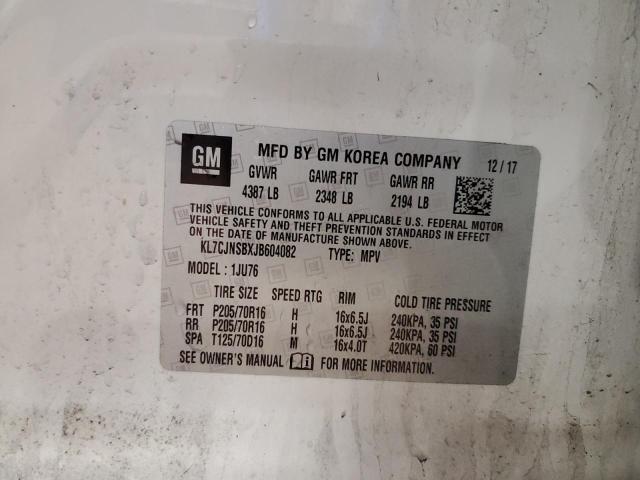 GM
MFD BY GM KOREA COMPANY 12/17
GVWR GAWR FRT GAWR RR
4387 LB 2348 LB 2194 LB
THIS VEHICLE CONFORMS TO ALL APPLICABLE U.S. FEDERAL MOTOR
VEHICLE SAFETY AND THEFT PREVENTION STANDARDS IN EFFECT
ON THE DATE OF MANUFACTURE SHOWN ABOVE.
KL7CJNSBXJB604082 TYPE: MPV
MODEL: 1JU76
TIRE SIZE SPEED RTG RIM COLD TIRE PRESSURE
FRT P205/70R16 H 16x6.5J 240KPA, 35 PSI
RR P205/70R16 H 16x6.5J 240KPA, 35 PSI
SPA T125/70D16 M 16x4.0T 420KPA, 60 PSI
SEE OWNER'S MANUAL FOR MORE INFORMATION.